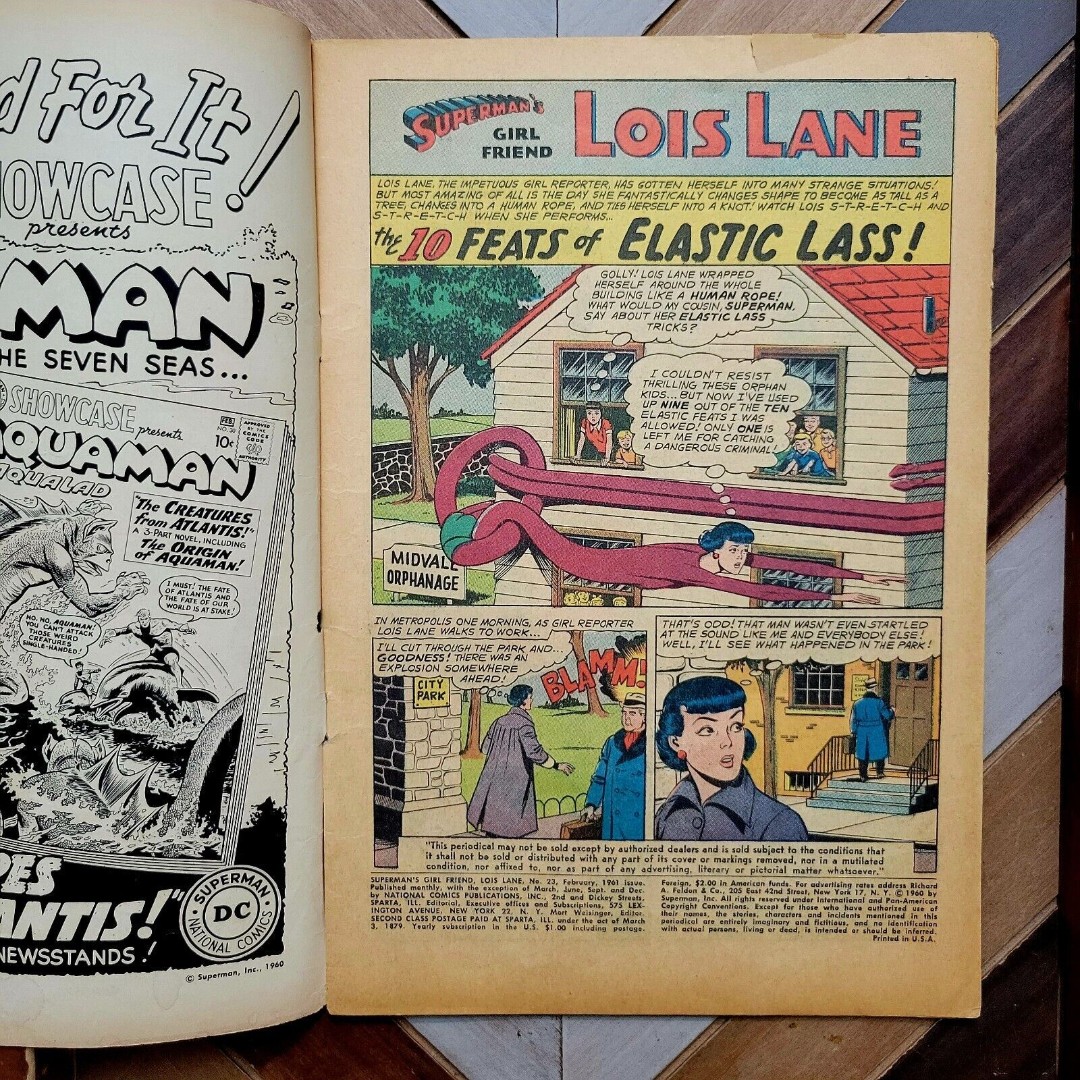 d For It!
OWCASE
presents
MAN
HE SEVEN SEAS...
SHOWCASE
presents
FEB.
NO. 30
10¢
APPROVED
BY THE
COMICS
CODE
AUTHORITY
AQUAMAN
AQUALAD
"The CREATURES
from ATLANTIS!"
A 3-PART NOVEL, INCLUDING
The ORIGIN
of AQUAMAN!
I MUST! THE FATE
OF ATLANTIS AND
THE FATE OF OUR
WORLD IS AT STAKE!
NO, NO, AQUAMAN!
YOU CAN'T ATTACK
THOSE WEIRD
CREATURES
SINGLE-HANDED!
ANTIS!"
NEWSSTANDS!
SUPERMAN
DC
NATIONAL COMICS
© Superman, Inc., 1960
SUPERMAN'S
GIRL
FRIEND
LOIS LANE
LOIS LANE, THE IMPETUOUS GIRL REPORTER, HAS GOTTEN HERSELF INTO MANY STRANGE SITUATIONS!
BUT MOST AMAZING OF ALL IS THE DAY SHE FANTASTICALLY CHANGES SHAPE TO BECOME AS TALL AS A
TREE, CHANGES INTO A HUMAN ROPE, AND TIES HERSELF INTO A KNOT! WATCH LOIS S-T-R-E-T-C-H AND
S-T-R-E-T-C-H WHEN SHE PERFORMS...
the 10 FEATS of ELASTIC LASS!
GOLLY! LOIS LANE WRAPPED
HERSELF AROUND THE WHOLE
BUILDING LIKE A HUMAN ROPE!
WHAT WOULD MY COUSIN, SUPERMAN,
SAY ABOUT HER ELASTIC LASS
TRICKS?
I COULDN'T RESIST
THRILLING THESE ORPHAN
KIDS... BUT NOW I'VE USED
UP NINE OUT OF THE TEN
ELASTIC FEATS I WAS
ALLOWED! ONLY ONE IS
LEFT ME FOR CATCHING
A DANGEROUS CRIMINAL!
MIDVALE
ORPHANAGE
IN METROPOLIS ONE MORNING, AS GIRL REPORTER
LOIS LANE WALKS TO WORK...
I'LL CUT THROUGH THE PARK AND...
GOODNESS! THERE WAS AN
EXPLOSION SOMEWHERE
AHEAD!
BLAMM!
CITY
PARK
THAT'S ODD! THAT MAN WASN'T EVEN STARTLED
AT THE SOUND LIKE ME AND EVERYBODY ELSE!
WELL, I'LL SEE WHAT HAPPENED IN THE PARK!
"This periodical may not be sold except by authorized dealers and is sold subject to the conditions that
it shall not be sold or distributed with any part of its cover or markings removed, nor in a mutilated
condition, nor affixed to, nor as part of any advertising, literary or pictorial matter whatsoever."
SUPERMAN'S GIRL FRIEND, LOIS LANE, No. 23, February, 1961 issue.
Published monthly, with the exception of March, June, Sept. and Dec.
by NATIONAL COMICS PUBLICATIONS, INC., 2nd and Dickey Streets,
SPARTA, ILL. Editorial, Executive offices and Subscriptions, 575 LEX-
INGTON AVENUE, NEW YORK 22, N. Y. Mort Weisinger, Editor.
SECOND CLASS POSTAGE PAID AT SPARTA, ILL. under the act of March
3, 1879. Yearly subscription in the U.S. $1.00 including postage.
Foreign, $2.00 in American funds. For advertising rates address Richard
A. Feldon & Co., 205 East 42nd Street, New York 17, N. Y. © 1960 by
Superman, Inc. All rights reserved under International and Pan-American
Copyright Conventions. Except for those who have authorized use of
their names, the stories, characters and incidents mentioned in this
periodical are entirely imaginary and fictitious and no identification
with actual persons, living or dead, is intended or should be inferred.
Printed in U.S.A.